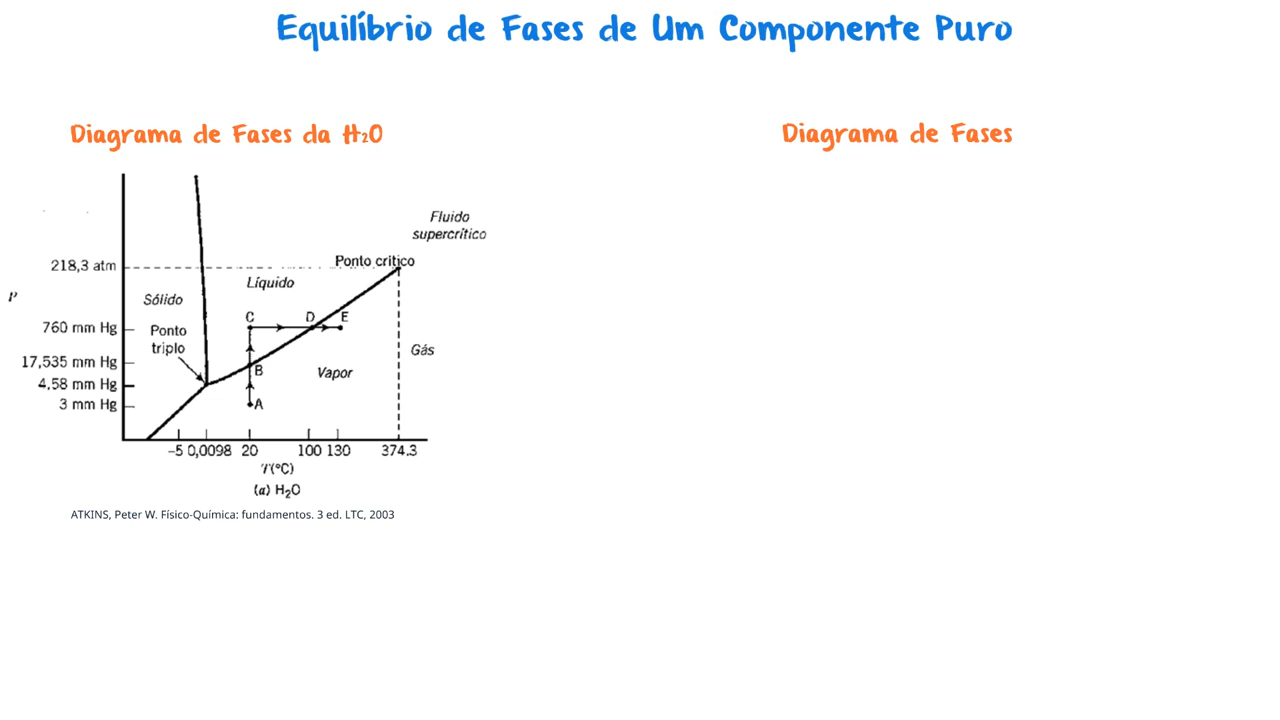 Equilíbrio de Fases de Um Componente Puro
Diagrama de Fases da H₂O
Diagrama de Fases
Fluido
supercrítico
218,3 atm
Ponto crítico
Líquido
P
Sólido
760 mm Hg
C
D
E
Ponto
triplo
Gás
17,535 mm Hg
B
Vapor
4,58 mm Hg
3 mm Hg
A
-5 0,0098 20 100 130 374.3
T(°C)
(a) H₂O
ATKINS, Peter W. Físico-Química: fundamentos. 3 ed. LTC, 2003